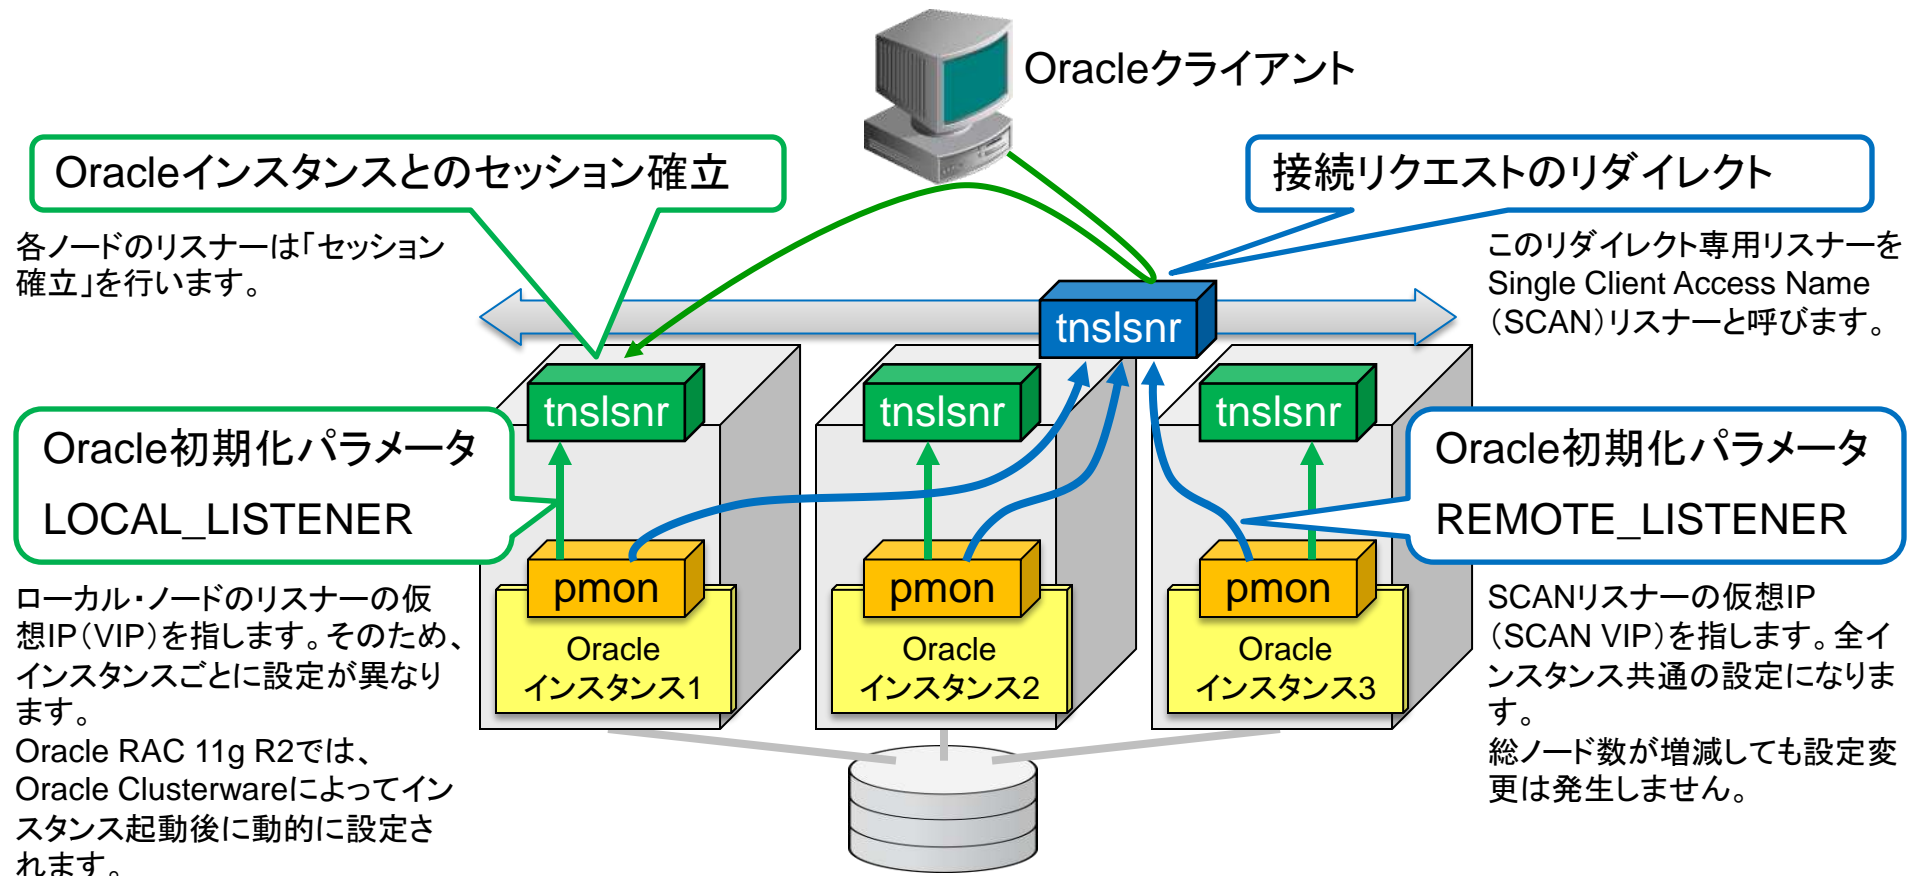 Oracleクライアント
Oracleインスタンスとのセッション確立
各ノードのリスナーは「セッション
確立」を行います。
接続リクエストのリダイレクト
このリダイレクト専用リスナーを
Single Client Access Name
（SCAN）リスナーと呼びます。
tnslsnr
tnslsnr
tnslsnr
tnslsnr
Oracle初期化パラメータ
LOCAL_LISTENER
ローカル・ノードのリスナーの仮
想IP（VIP）を指します。そのため、
インスタンスごとに設定が異なり
ます。
Oracle RAC 11g R2では、
Oracle Clusterwareによってイン
スタンス起動後に動的に設定さ
れます。
Oracle初期化パラメータ
REMOTE_LISTENER
SCANリスナーの仮想IP
（SCAN VIP）を指します。全イ
ンスタンス共通の設定になりま
す。
総ノード数が増減しても設定変
更は発生しません。
pmon
Oracle
インスタンス1
pmon
Oracle
インスタンス2
pmon
Oracle
インスタンス3